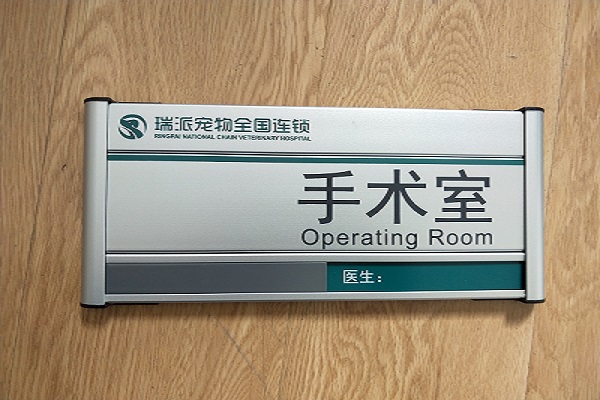 瑞派宠物全国连锁
RINGPAI NATIONAL CHAIN VETERINARY HOSPITAL
手术室
Operating Room
医生：